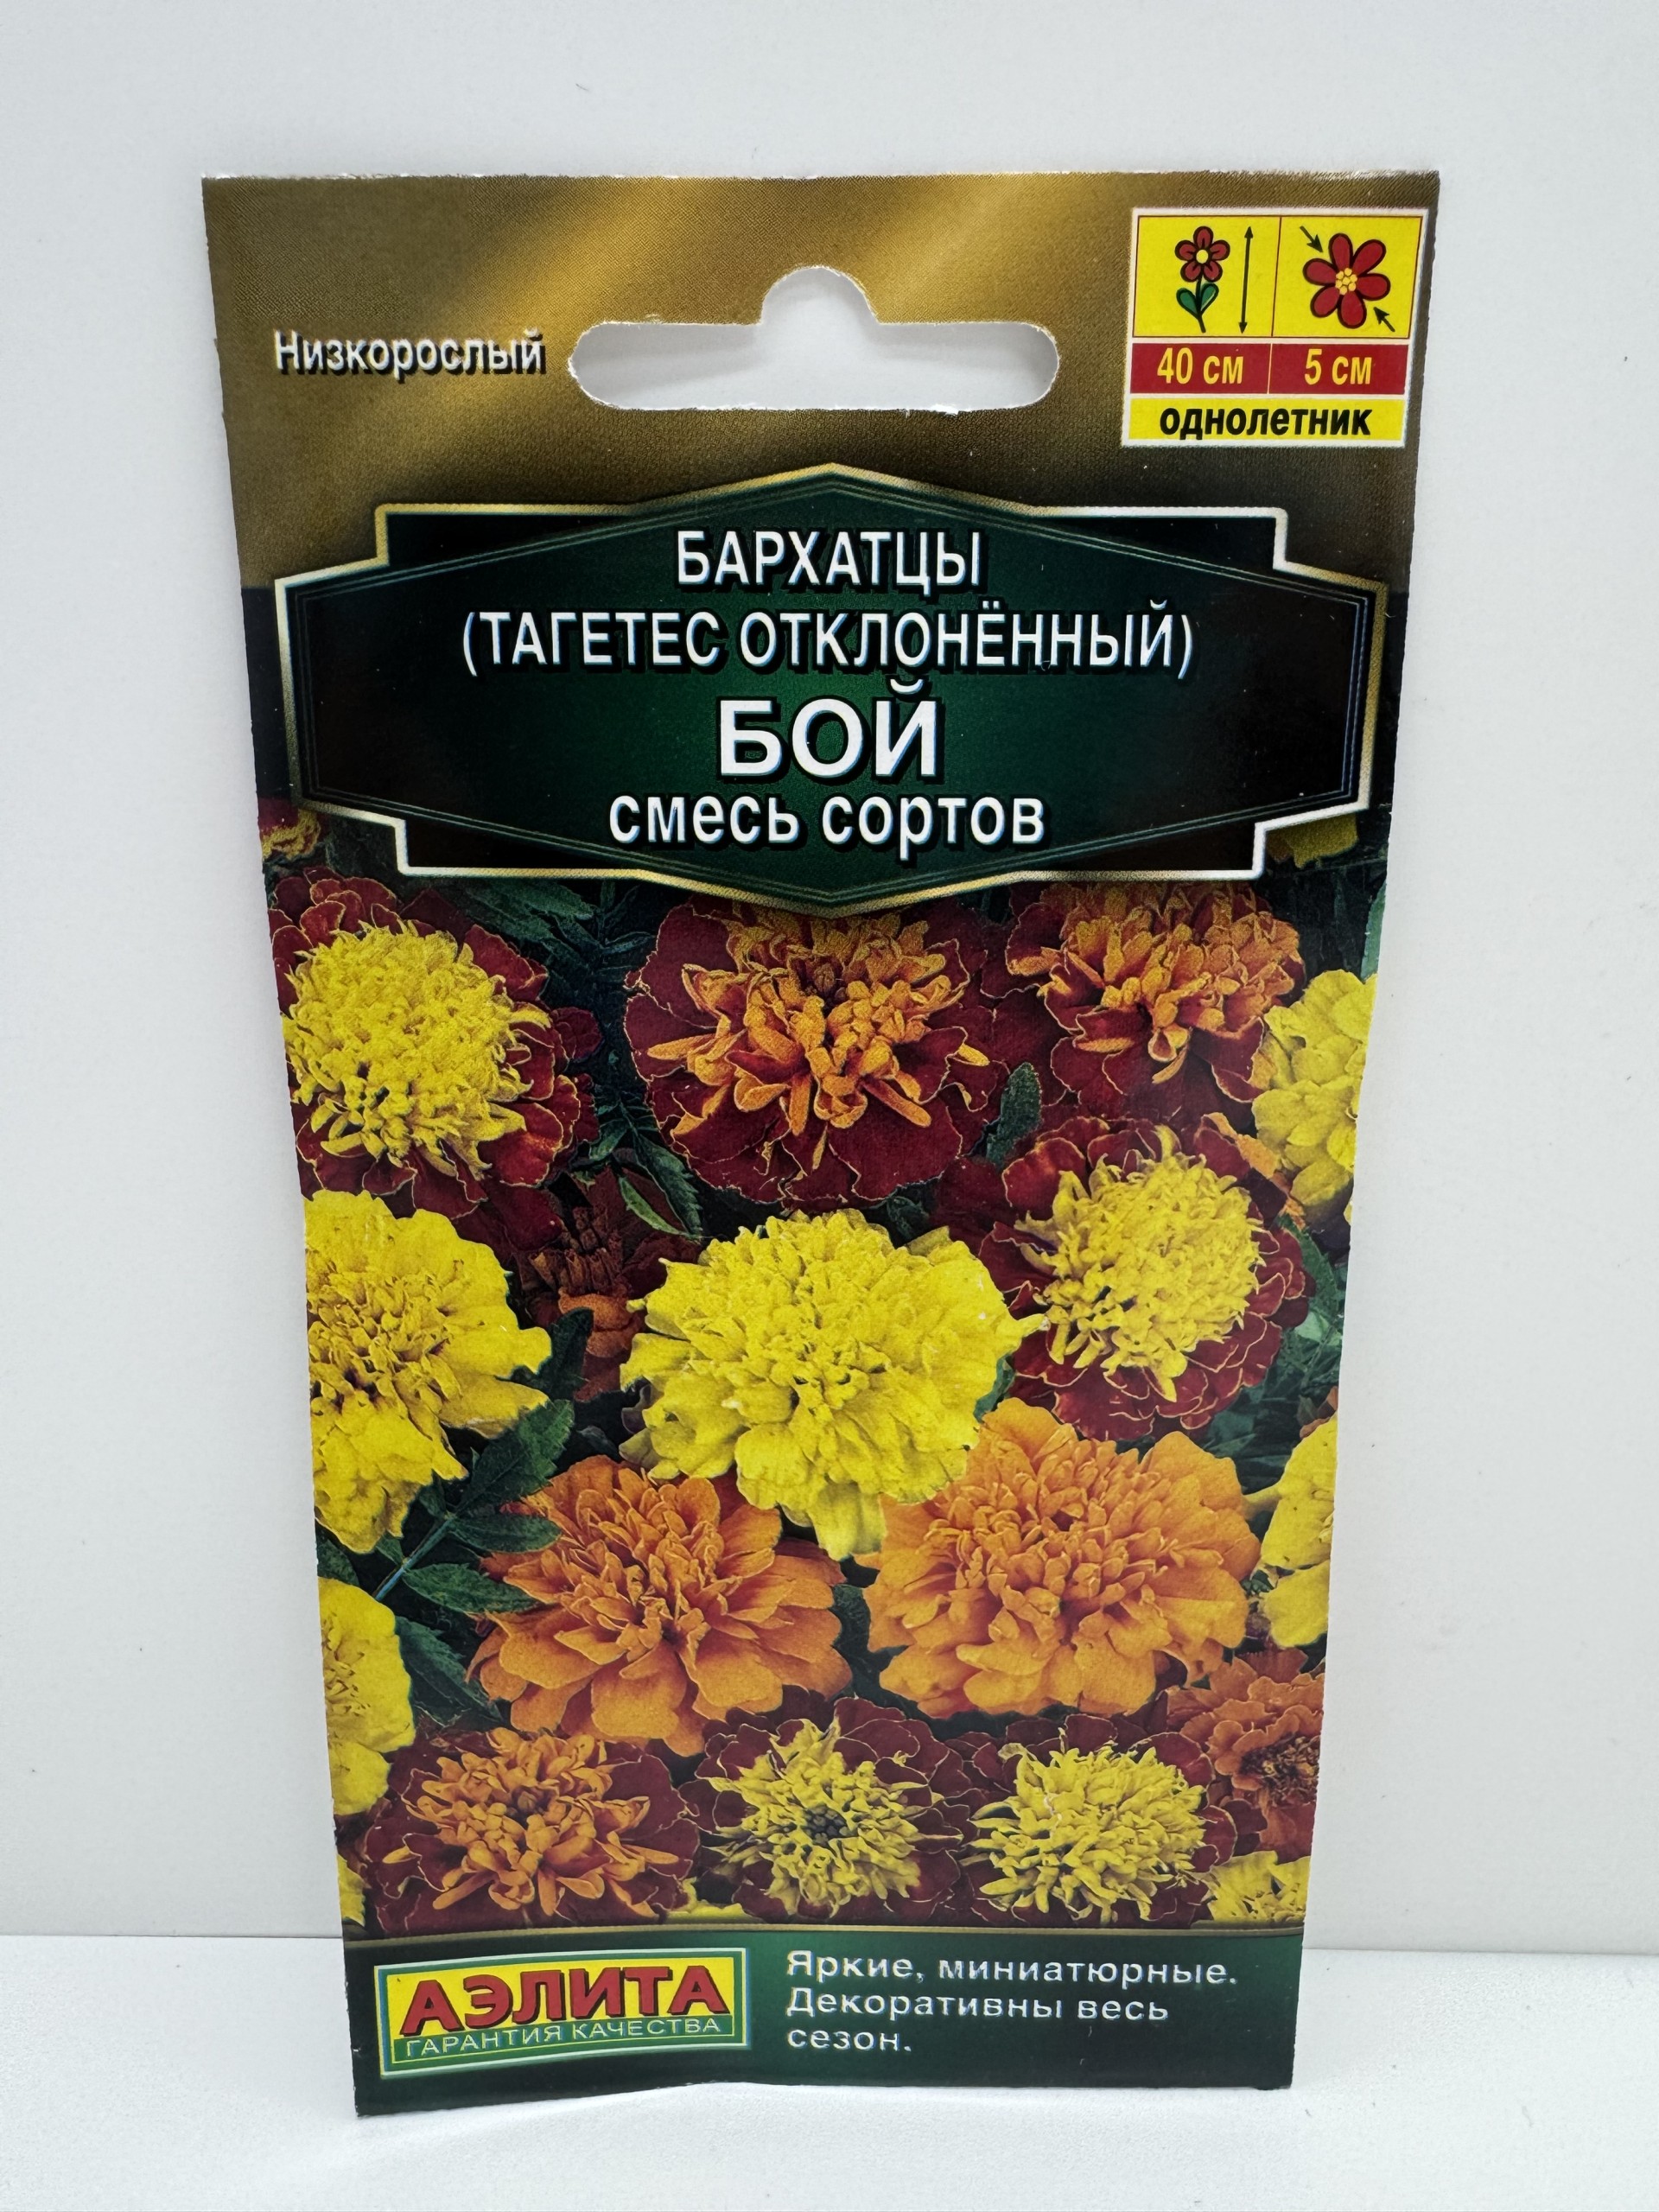 Низкорослый
40 см
5 см
однолетник
БАРХАТЦЫ
(ТАГЕТЕС ОТКЛОНЁННЫЙ)
БОЙ
смесь сортов
АЭЛИТА
ГАРАНТИЯ КАЧЕСТВА
Яркие, миниатюрные.
Декоративны весь
сезон.